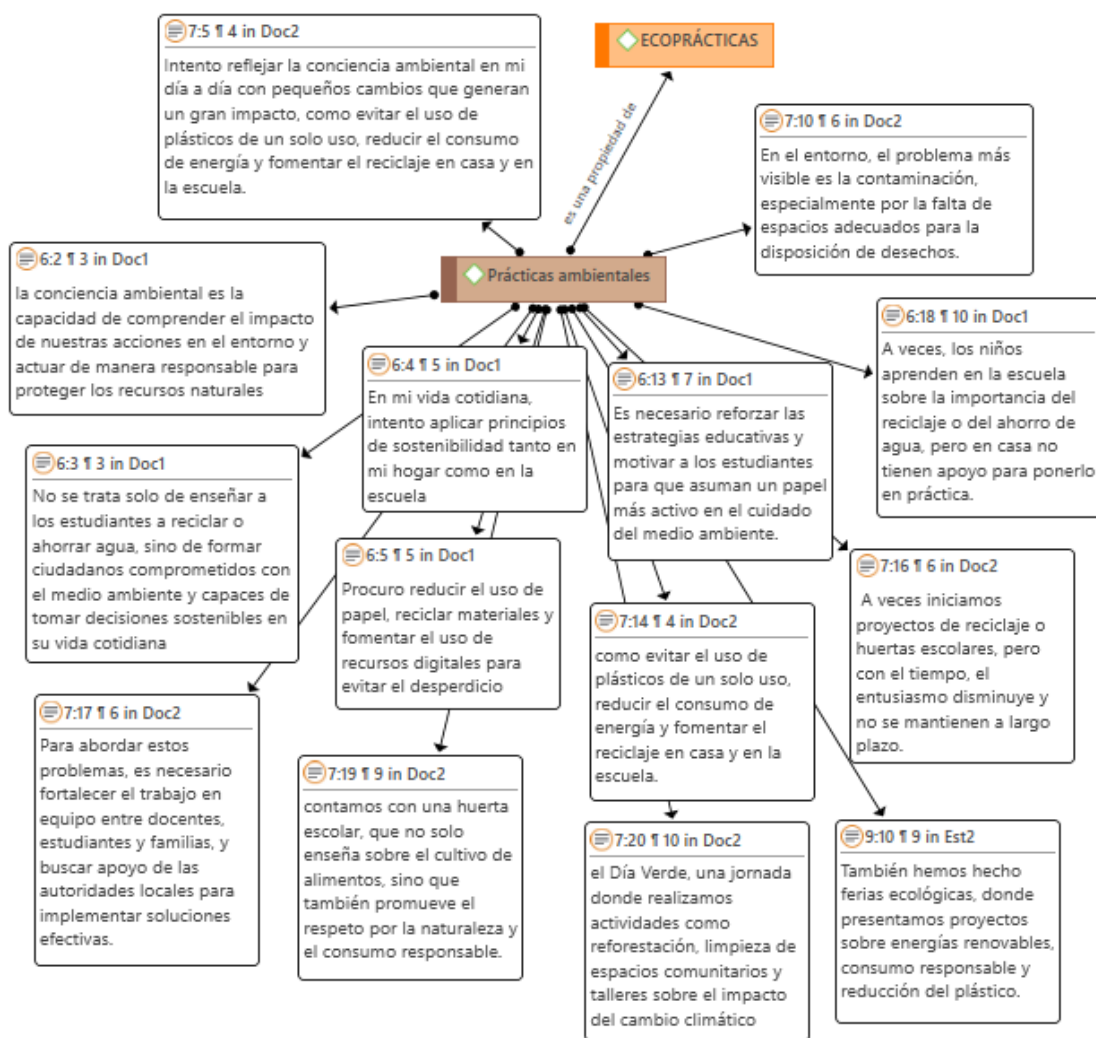 7:5 ¶ 4 in Doc2
Intento reflejar la conciencia ambiental en mi
día a día con pequeños cambios que generan
un gran impacto, como evitar el uso de
plásticos de un solo uso, reducir el consumo
de energía y fomentar el reciclaje en casa y en
la escuela.
ECOPRÁCTICAS
es una propiedad de
7:10 ¶ 6 in Doc2
En el entorno, el problema más
visible es la contaminación,
especialmente por la falta de
espacios adecuados para la
disposición de desechos.
Prácticas ambientales
6:2 ¶ 3 in Doc1
la conciencia ambiental es la
capacidad de comprender el impacto
de nuestras acciones en el entorno y
actuar de manera responsable para
proteger los recursos naturales
6:18 ¶ 10 in Doc1
A veces, los niños
aprenden en la escuela
sobre la importancia del
reciclaje o del ahorro de
agua, pero en casa no
tienen apoyo para ponerlo
en práctica.
6:4 ¶ 5 in Doc1
En mi vida cotidiana,
intento aplicar principios
de sostenibilidad tanto en
mi hogar como en la
escuela
6:13 ¶ 7 in Doc1
Es necesario reforzar las
estrategias educativas y
motivar a los estudiantes
para que asuman un papel
más activo en el cuidado
del medio ambiente.
6:3 ¶ 3 in Doc1
No se trata solo de enseñar a
los estudiantes a reciclar o
ahorrar agua, sino de formar
ciudadanos comprometidos con
el medio ambiente y capaces de
tomar decisiones sostenibles en
su vida cotidiana
6:5 ¶ 5 in Doc1
Procuro reducir el uso de
papel, reciclar materiales y
fomentar el uso de
recursos digitales para
evitar el desperdicio
7:16 ¶ 6 in Doc2
A veces iniciamos
proyectos de reciclaje o
huertas escolares, pero
con el tiempo, el
entusiasmo disminuye y
no se mantienen a largo
plazo.
7:14 ¶ 4 in Doc2
como evitar el uso de
plásticos de un solo uso,
reducir el consumo de
energía y fomentar el
reciclaje en casa y en la
escuela.
7:17 ¶ 6 in Doc2
Para abordar estos
problemas, es necesario
fortalecer el trabajo en
equipo entre docentes,
estudiantes y familias, y
buscar apoyo de las
autoridades locales para
implementar soluciones
efectivas.
7:19 ¶ 9 in Doc2
contamos con una huerta
escolar, que no solo
enseña sobre el cultivo de
alimentos, sino que
también promueve el
respeto por la naturaleza y
el consumo responsable.
7:20 ¶ 10 in Doc2
el Día Verde, una jornada
donde realizamos
actividades como
reforestación, limpieza de
espacios comunitarios y
talleres sobre el impacto
del cambio climático
9:10 ¶ 9 in Est2
También hemos hecho
ferias ecológicas, donde
presentamos proyectos
sobre energías renovables,
consumo responsable y
reducción del plástico.